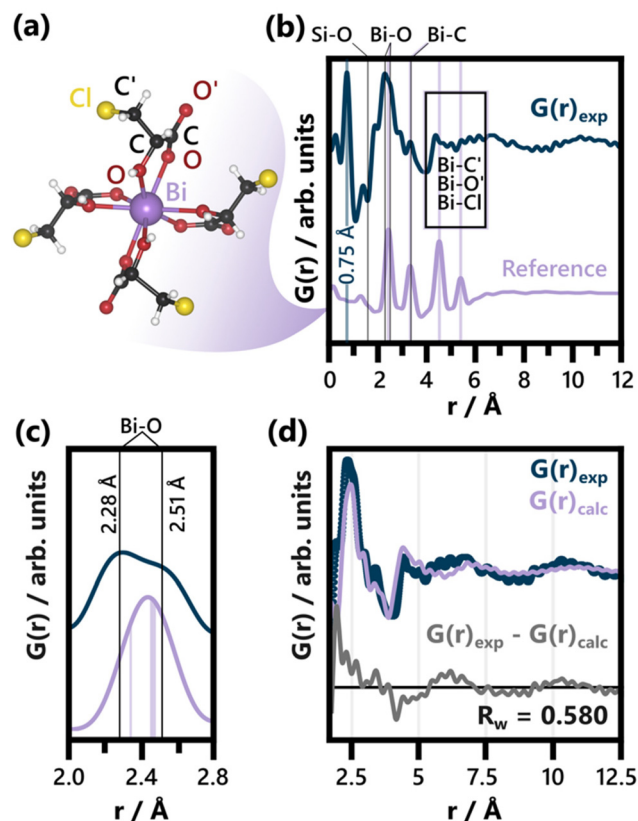 (a)
Cl
C'
O'
C
C
O
O
Bi
(b)
Si-O
Bi-O
Bi-C
G(r)exp
Bi-C'
Bi-O'
Bi-Cl
0.75 Å
Reference
G(r) / arb. units
0 2 4 6 8 10 12
r / Å
(c)
Bi-O
2.28 Å
2.51 Å
G(r) / arb. units
2.0 2.4 2.8
r / Å
(d)
G(r)exp
G(r)calc
G(r)exp - G(r)calc
Rw = 0.580
G(r) / arb. units
2.5 5 7.5 10 12.5
r / Å